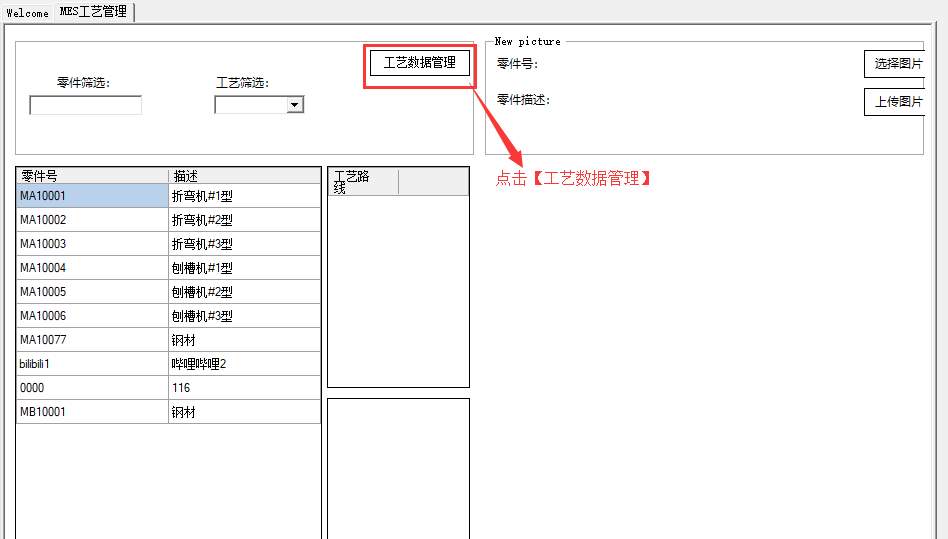 Welcome
MES工艺管理
工艺数据管理
零件筛选:
工艺筛选:
New picture
零件号:
选择图片
零件描述:
上传图片
点击【工艺数据管理】
零件号 描述
MA10001 折弯机#1型
MA10002 折弯机#2型
MA10003 折弯机#3型
MA10004 刨槽机#1型
MA10005 刨槽机#2型
MA10006 刨槽机#3型
MA10077 钢材
bilibili1 哔哩哔哩2
0000 116
MB10001 钢材
工艺路
线